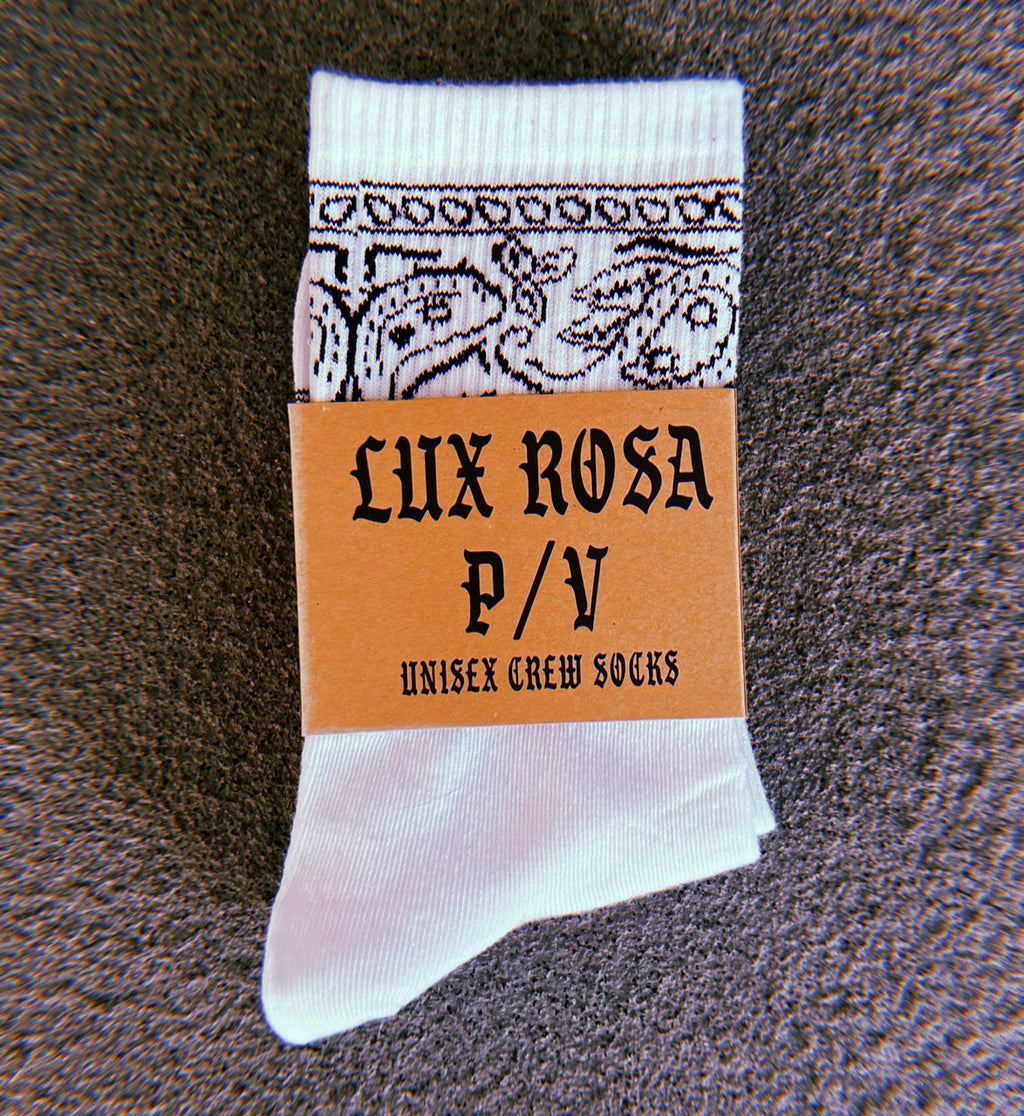 LUX ROSA
P/V
UNISEX CREW SOCKS